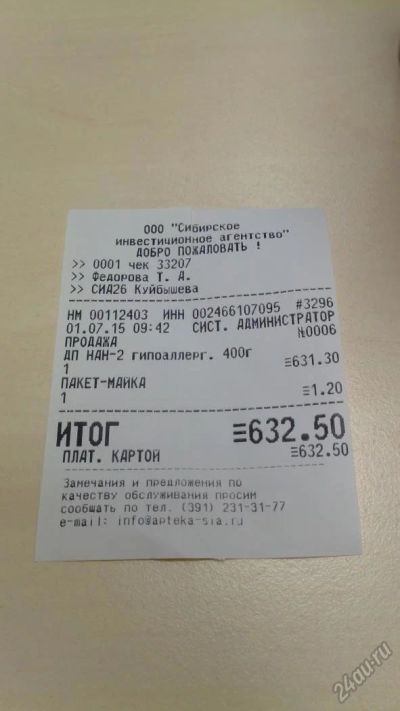 ООО "Сибирское
инвестиционное агентство"
ДОБРО ПОЖАЛОВАТЬ !
>> 0001 чек 33207
>> Федорова Т. А.
>> СИА26 Куйбышева
НМ 00112403 ИНН 002466107095 #3296
01.07.15 09:42 СИСТ. АДМИНИСТРАТОР
№0006
ПРОДАЖА
ДП НАН-2 гипоаллерг. 400г
1 ≡631.30
ПАКЕТ-МАЙКА
1 ≡1.20
ИТОГ ≡632.50
ПЛАТ. КАРТОЙ ≡632.50
Замечания и предложения по
качеству обслуживания просим
сообщать по тел. (391) 231-31-77
e-mail: info@apteka-sia.ru
24au.ru